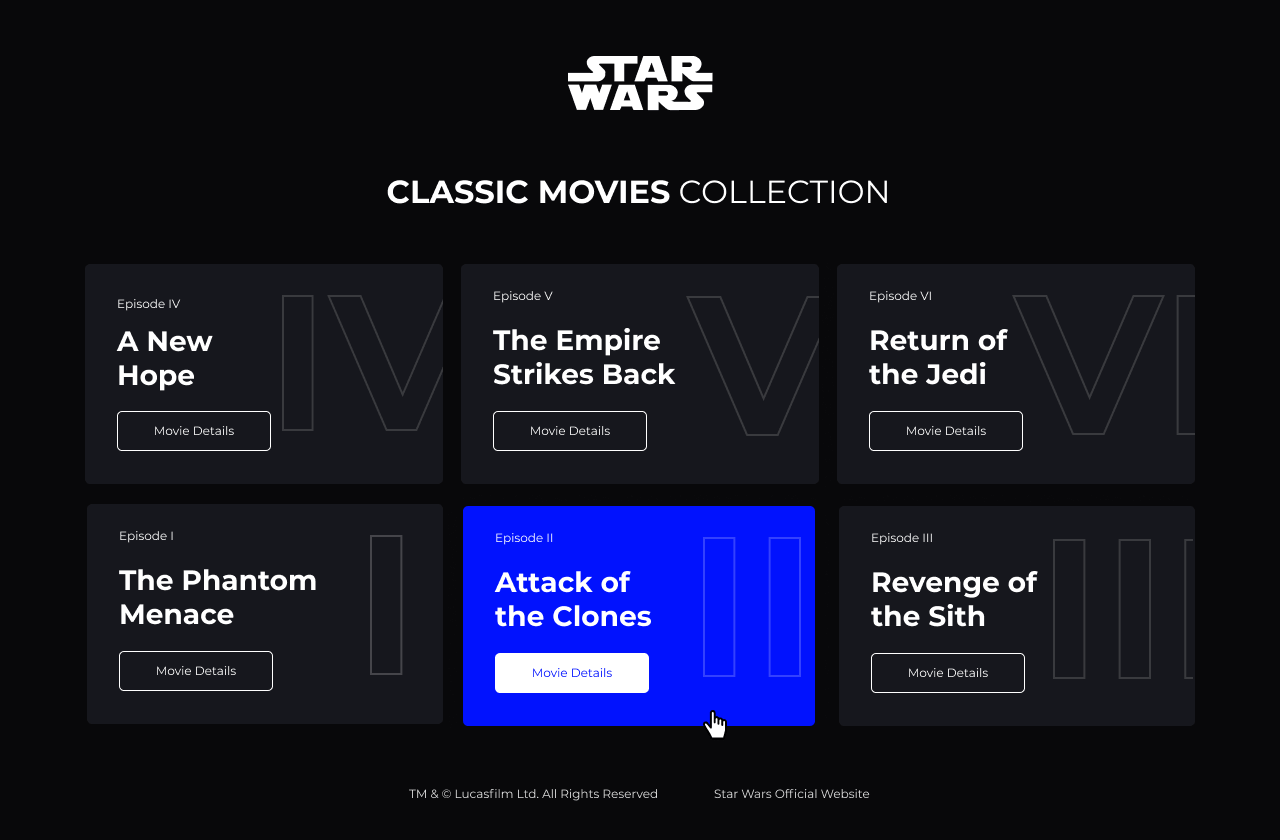 STAR
WARS
CLASSIC MOVIES COLLECTION
Episode IV
IV
A New
Hope
Movie Details
Episode V
V
The Empire
Strikes Back
Movie Details
Episode VI
VI
Return of
the Jedi
Movie Details
Episode I
I
The Phantom
Menace
Movie Details
Episode II
II
Attack of
the Clones
Movie Details
Episode III
III
Revenge of
the Sith
Movie Details
TM & © Lucasfilm Ltd. All Rights Reserved
Star Wars Official Website